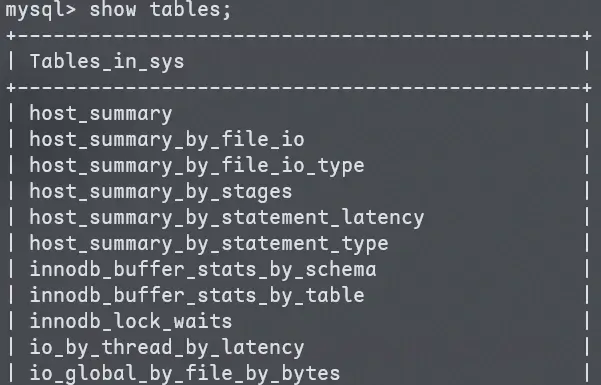 mysql> show tables;
+-----------------------------------------------+
| Tables_in_sys                                 |
+-----------------------------------------------+
| host_summary                                  |
| host_summary_by_file_io                       |
| host_summary_by_file_io_type                  |
| host_summary_by_stages                        |
| host_summary_by_statement_latency             |
| host_summary_by_statement_type                |
| innodb_buffer_stats_by_schema                 |
| innodb_buffer_stats_by_table                  |
| innodb_lock_waits                             |
| io_by_thread_by_latency                       |
| io_global_by_file_by_bytes                    |